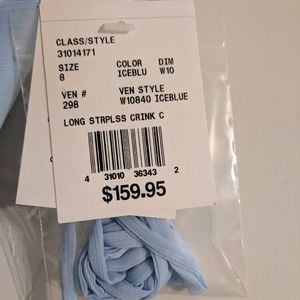 CLASS/STYLE
31014171
SIZE COLOR DIM
8 ICEBLU W10
VEN # VEN STYLE
298 W10840 ICEBLUE
LONG STRPLSS CRINK C
4 31010 36343 2
$159.95